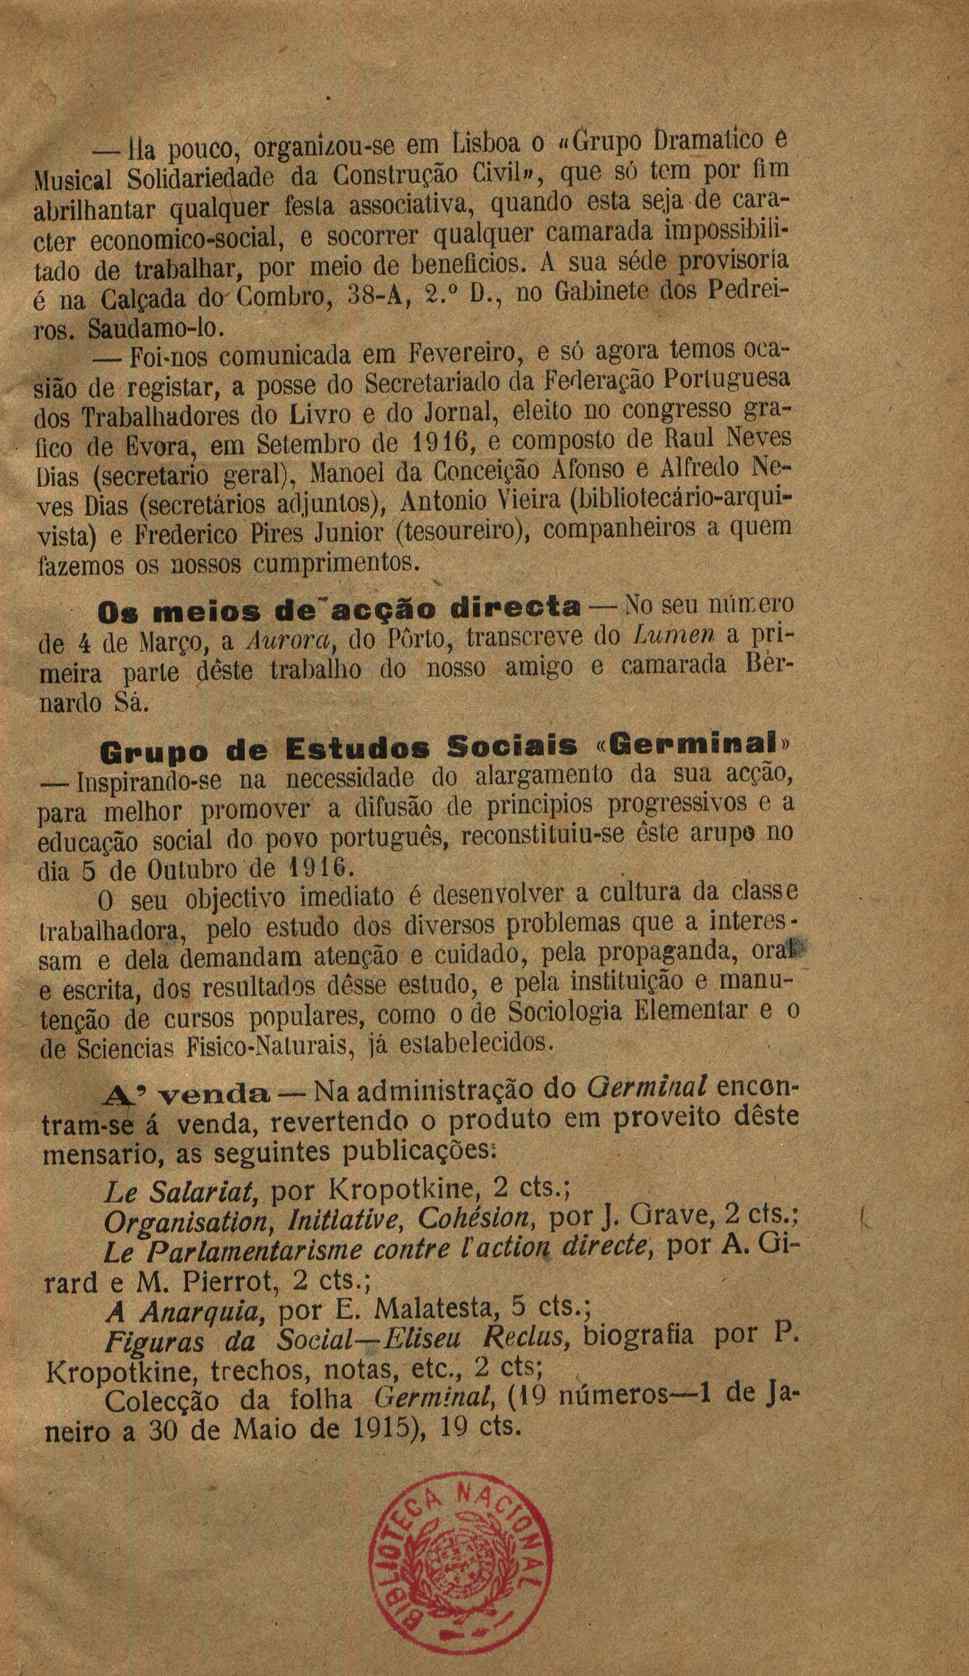 — Ha pouco, organizou-se em Lisboa o «Grupo Dramatico e
Musical Solidariedade da Construção Civil», que só tem por fim
abrilhantar qualquer festa associativa, quando esta seja de cara-
cter economico-social, e socorrer qualquer camarada impossibili-
tado de trabalhar, por meio de beneficios. A sua séde provisoria
é na Calçada do Combro, 38-A, 2.º D., no Gabinete dos Pedrei-
ros. Saudamo-lo.
— Foi-nos comunicada em Fevereiro, e só agora temos oca-
sião de registar, a posse do Secretariado da Federação Portuguesa
dos Trabalhadores do Livro e do Jornal, eleito no congresso gra-
fico de Evora, em Setembro de 1916, e composto de Raul Neves
Dias (secretario geral), Manoel da Conceição Afonso e Alfredo Ne-
ves Dias (secretários adjuntos), Antonio Vieira (bibliotecário-arqui-
vista) e Frederico Pires Junior (tesoureiro), companheiros a quem
fazemos os nossos cumprimentos.
Os meios de acção directa — No seu número
de 4 de Março, a Aurora, do Pôrto, transcreve do Lumen a pri-
meira parte dêste trabalho do nosso amigo e camarada Bèr-
nardo Sá.
Grupo de Estudos Sociais «Germinal»
— Inspirando-se na necessidade do alargamento da sua acção,
para melhor promover a difusão de principios progressivos e a
educação social do povo português, reconstituiu-se êste arupo no
dia 5 de Outubro de 1916.
O seu objectivo imediato é desenvolver a cultura da classe
trabalhadora, pelo estudo dos diversos problemas que a interes-
sam e dela demandam atenção e cuidado, pela propaganda, oral
e escrita, dos resultados dêsse estudo, e pela instituição e manu-
tenção de cursos populares, como o de Sociologia Elementar e o
de Sciencias Fisico-Naturais, já estabelecidos.
A' venda — Na administração do Germinal encon-
tram-se á venda, revertendo o produto em proveito dêste
mensario, as seguintes publicações:
Le Salariat, por Kropotkine, 2 cts.;
Organisation, Initiative, Cohésion, por J. Grave, 2 cts.;
Le Parlamentarisme contre l'action directe, por A. Gi-
rard e M. Pierrot, 2 cts.;
A Anarquia, por E. Malatesta, 5 cts.;
Figuras da Social—Eliseu Reclus, biografia por P.
Kropotkine, trechos, notas, etc., 2 cts;
Colecção da folha Germinal, (19 números—1 de Ja-
neiro a 30 de Maio de 1915), 19 cts.
BIBLIOTECA NACIONAL